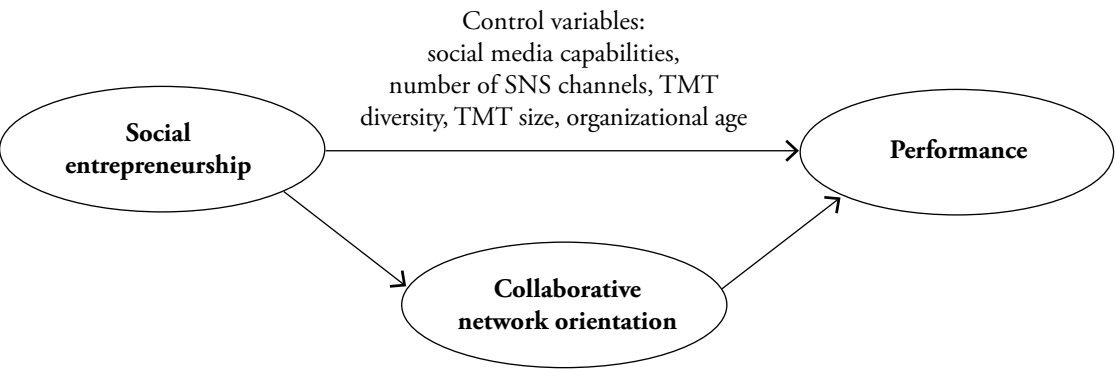 Control variables:
social media capabilities,
number of SNS channels, TMT
diversity, TMT size, organizational age
Social
entrepreneurship
Performance
Collaborative
network orientation